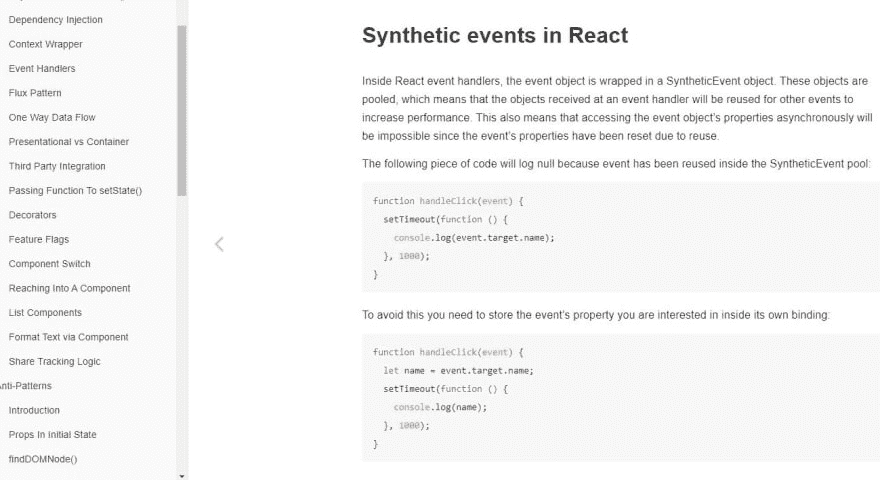 Dependency Injection
Context Wrapper
Event Handlers
Flux Pattern
One Way Data Flow
Presentational vs Container
Third Party Integration
Passing Function To setState()
Decorators
Feature Flags
Component Switch
Reaching Into A Component
List Components
Format Text via Component
Share Tracking Logic
nti-Patterns
Introduction
Props In Initial State
findDOMNode()
Synthetic events in React
Inside React event handlers, the event object is wrapped in a SyntheticEvent object. These objects are
pooled, which means that the objects received at an event handler will be reused for other events to
increase performance. This also means that accessing the event object's properties asynchronously will
be impossible since the event's properties have been reset due to reuse.
The following piece of code will log null because event has been reused inside the SyntheticEvent pool:
function handleClick(event) {
setTimeout(function () {
console.log(event.target.name);
}, 1000);
}
To avoid this you need to store the event's property you are interested in inside its own binding:
function handleClick(event) {
let name = event.target.name;
setTimeout(function () {
console.log(name);
}, 1000);
}